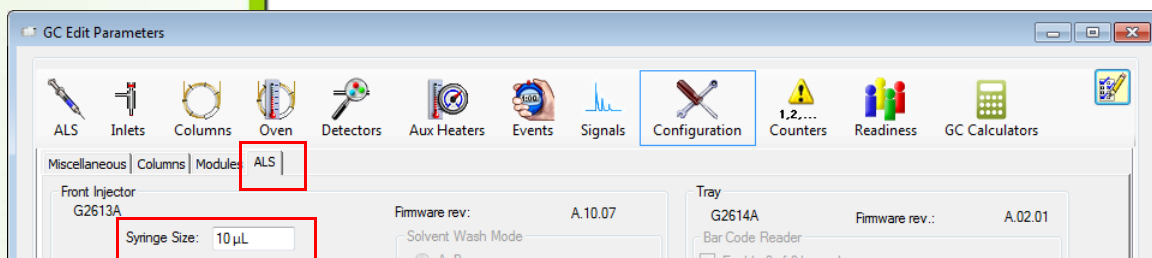 GC Edit Parameters
ALS Inlets Columns Oven Detectors Aux Heaters Events Signals Configuration 1,2,... Counters Readiness GC Calculators
Miscellaneous Columns Modules ALS
Front Injector Tray
G2613A Firmware rev: A.10.07 G2614A Firmware rev.: A.02.01
Syringe Size: 10 µL Solvent Wash Mode Bar Code Reader